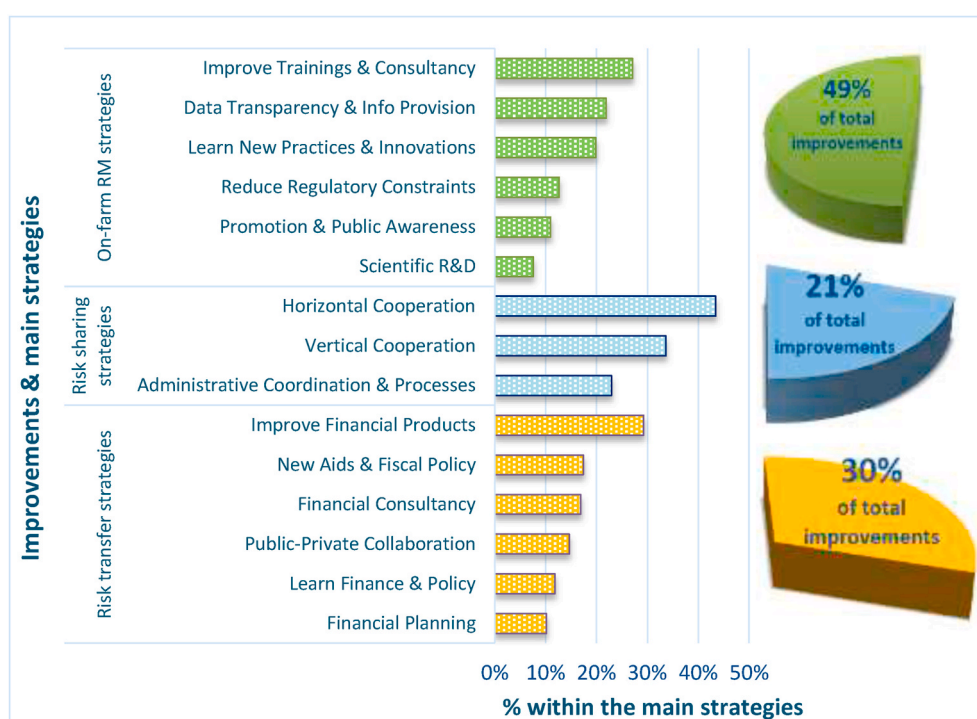 Improvements & main strategies
On-farm RM strategies
Improve Trainings & Consultancy
Data Transparency & Info Provision
Learn New Practices & Innovations
Reduce Regulatory Constraints
Promotion & Public Awareness
Scientific R&D
49%
of total
improvements
Risk sharing
strategies
Horizontal Cooperation
Vertical Cooperation
Administrative Coordination & Processes
21%
of total
improvements
Risk transfer strategies
Improve Financial Products
New Aids & Fiscal Policy
Financial Consultancy
Public-Private Collaboration
Learn Finance & Policy
Financial Planning
30%
of total
improvements
0% 10% 20% 30% 40% 50%
% within the main strategies